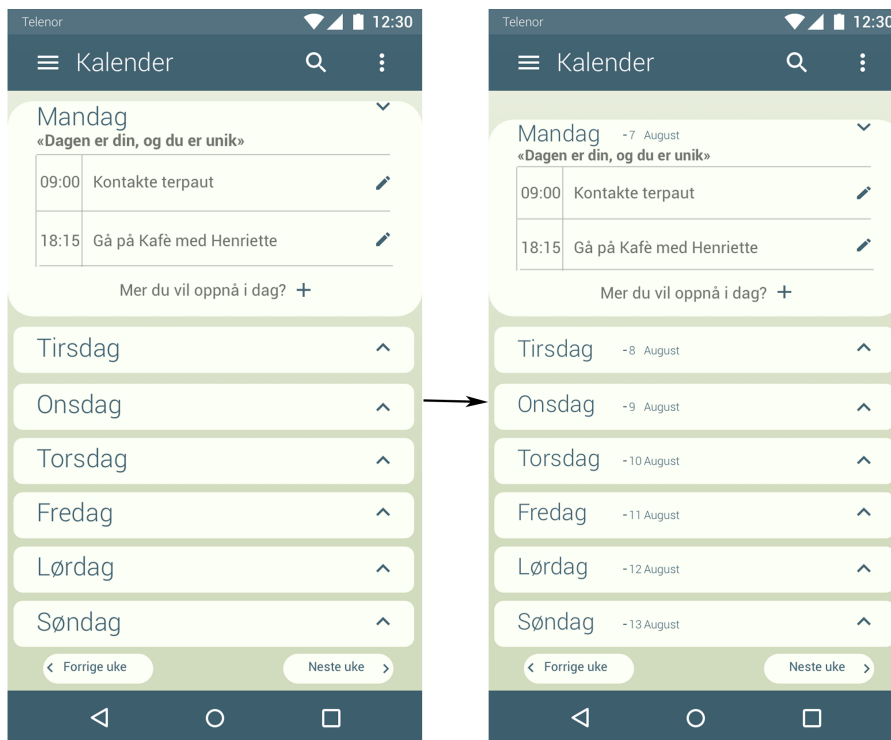 Telenor 12:30
Kalender
Mandag
«Dagen er din, og du er unik»
09:00 Kontakte terpaut
18:15 Gå på Kafè med Henriette
Mer du vil oppnå i dag? +
Tirsdag
Onsdag
Torsdag
Fredag
Lørdag
Søndag
Forrige uke Neste uke
Telenor 12:30
Kalender
Mandag -7 August
«Dagen er din, og du er unik»
09:00 Kontakte terpaut
18:15 Gå på Kafè med Henriette
Mer du vil oppnå i dag? +
Tirsdag -8 August
Onsdag -9 August
Torsdag -10 August
Fredag -11 August
Lørdag -12 August
Søndag -13 August
Forrige uke Neste uke